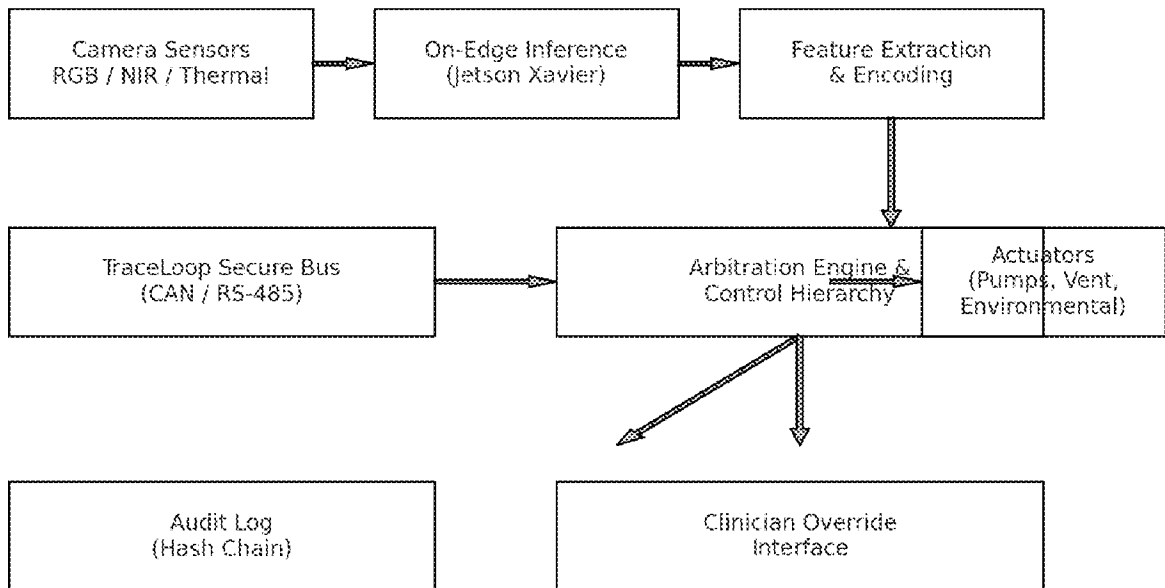 Camera Sensors
RGB / NIR / Thermal
On-Edge Inference
(Jetson Xavier)
Feature Extraction
& Encoding
TraceLoop Secure Bus
(CAN / RS-485)
Arbitration Engine &
Control Hierarchy
Actuators
(Pumps, Vent,
Environmental)
Audit Log
(Hash Chain)
Clinician Override
Interface